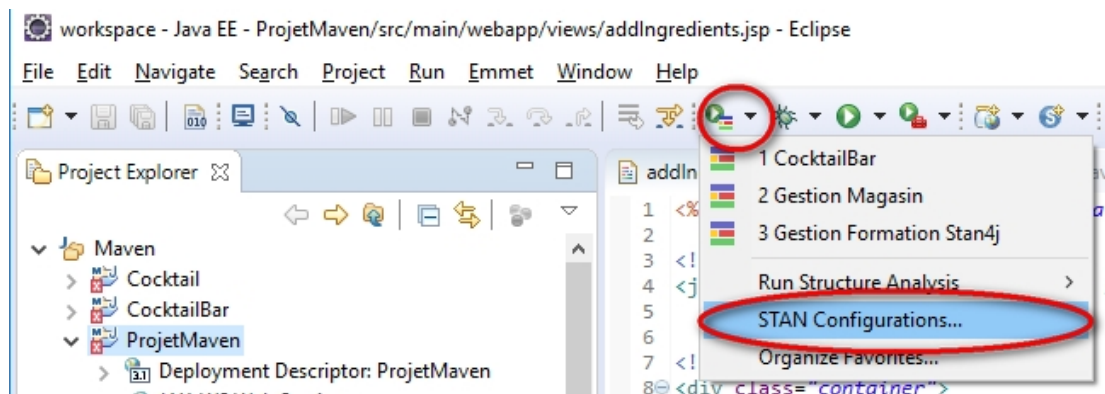 workspace - Java EE - ProjetMaven/src/main/webapp/views/addIngredients.jsp - Eclipse
File Edit Navigate Search Project Run Emmet Window Help
Project Explorer
addIn
1 CocktailBar
2 Gestion Magasin
3 Gestion Formation Stan4j
Run Structure Analysis
STAN Configurations...
Organize Favorites...
Maven
Cocktail
CocktailBar
ProjetMaven
Deployment Descriptor: ProjetMaven
1 <%
2
3 <!
4 <j
5
6
7 <!
8 <div class="container">